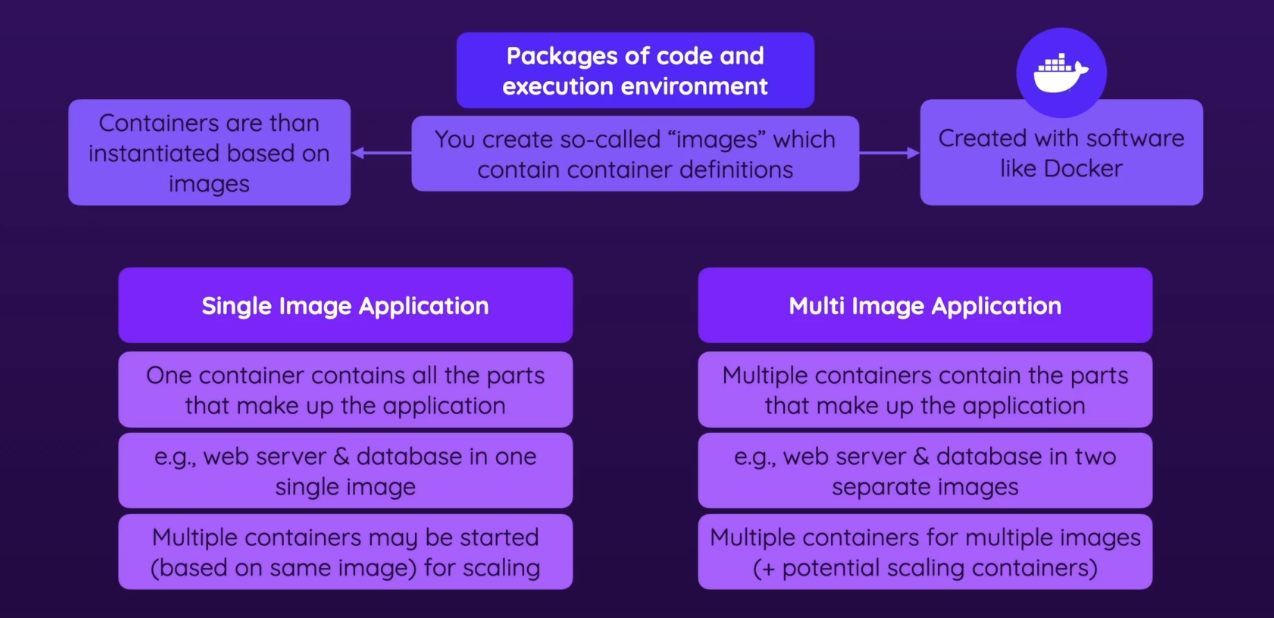 Packages of code and
execution environment
Containers are than
instantiated based on
images
You create so-called “images” which
contain container definitions
Created with software
like Docker
Single Image Application
One container contains all the parts
that make up the application
e.g., web server & database in one
single image
Multiple containers may be started
(based on same image) for scaling
Multi Image Application
Multiple containers contain the parts
that make up the application
e.g., web server & database in two
separate images
Multiple containers for multiple images
(+ potential scaling containers)